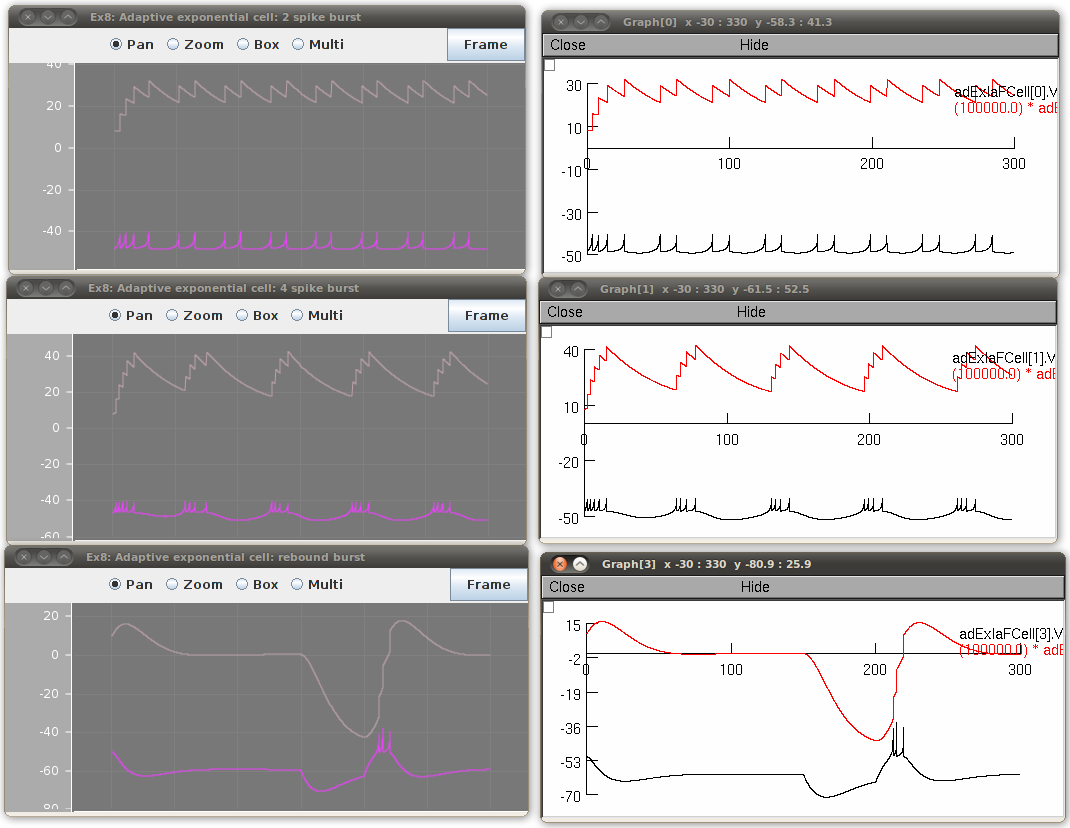 Ex8: Adaptive exponential cell: 2 spike burst
Pan Zoom Box Multi Frame
40
20
0
-20
-40
Graph[0] x -30 : 330 y -58.3 : 41.3
Close Hide
30
adExIaFCell[0].V
(100000.0) * adE
10
0 100 200 300
-10
-30
-50
Ex8: Adaptive exponential cell: 4 spike burst
Pan Zoom Box Multi Frame
40
20
0
-20
-40
-60
Graph[1] x -30 : 330 y -61.5 : 52.5
Close Hide
40
adExIaFCell[1].V
(100000.0) * adE
10
0 100 200 300
-20
-50
Ex8: Adaptive exponential cell: rebound burst
Pan Zoom Box Multi Frame
20
0
-20
-40
-60
-80
Graph[3] x -30 : 330 y -80.9 : 25.9
Close Hide
15
adExIaFCell[3].V
(100000.0) * adE
-2
0 100 200 300
-19
-36
-53
-70